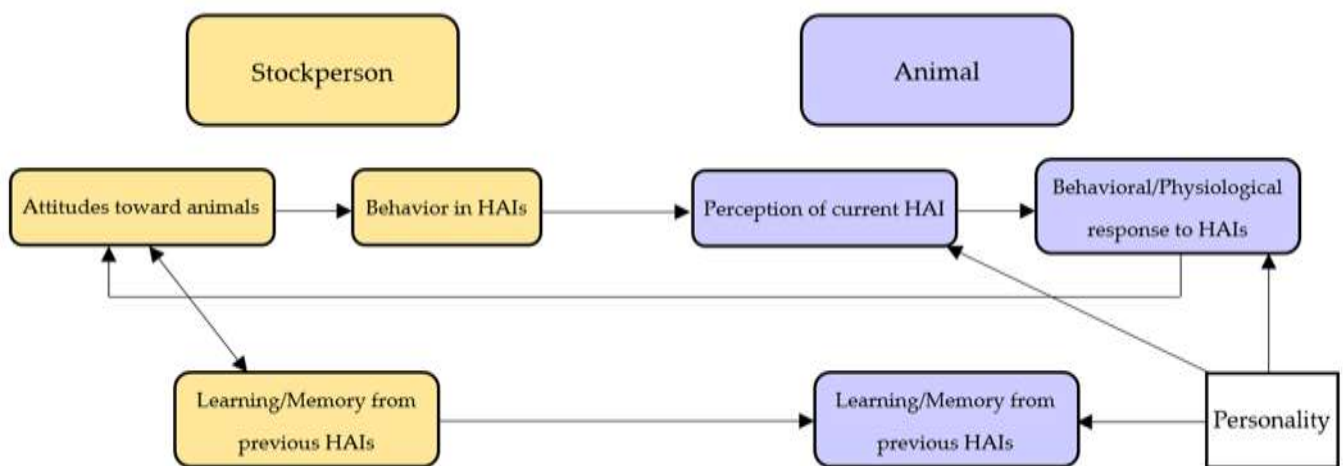 Stockperson
Animal
Attitudes toward animals
Behavior in HAIs
Perception of current HAI
Behavioral/Physiological
response to HAIs
Learning/Memory from
previous HAIs
Learning/Memory from
previous HAIs
Personality